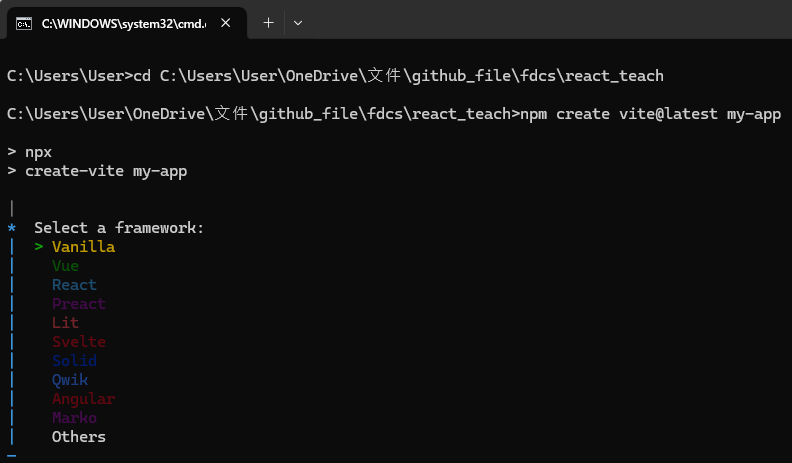 C:\WINDOWS\system32\cmd.
C:\Users\User>cd C:\Users\User\OneDrive\文件\github_file\fdcs\react_teach
C:\Users\User\OneDrive\文件\github_file\fdcs\react_teach>npm create vite@latest my-app
> npx
> create-vite my-app
|
* Select a framework:
| > Vanilla
| Vue
| React
| Preact
| Lit
| Svelte
| Solid
| Qwik
| Angular
| Marko
| Others
—